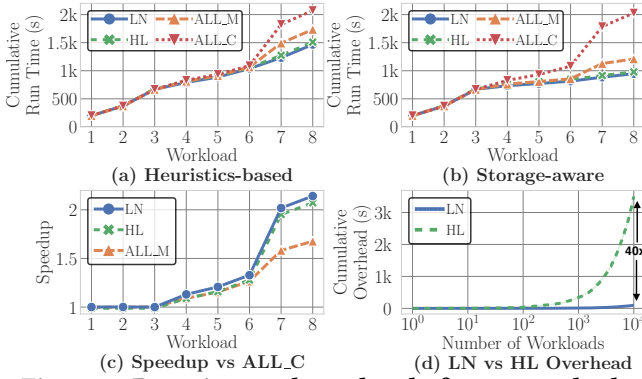 2k
1.5k
1k
500
0
Cumulative
Run Time (s)
LN
HL
ALL_M
ALL_C
1 2 3 4 5 6 7 8
Workload
(a) Heuristics-based
2k
1.5k
1k
500
0
Cumulative
Run Time (s)
LN
HL
ALL_M
ALL_C
1 2 3 4 5 6 7 8
Workload
(b) Storage-aware
2
1.5
1
Speedup
LN
HL
ALL_M
1 2 3 4 5 6 7 8
Workload
(c) Speedup vs ALL_C
3k
2k
1k
0
Cumulative
Overhead (s)
LN
HL
40x
10⁰ 10¹ 10² 10³ 10⁴
Number of Workloads
(d) LN vs HL Overhead